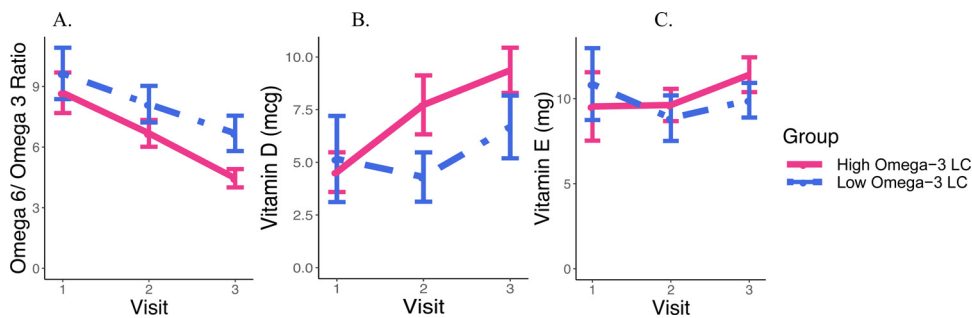 A.
Omega 6/ Omega 3 Ratio
9
6
3
0
1 2 3
Visit
B.
Vitamin D (mcg)
10.0
7.5
5.0
2.5
0.0
1 2 3
Visit
C.
Vitamin E (mg)
10
5
0
1 2 3
Visit
Group
High Omega−3 LC
Low Omega−3 LC